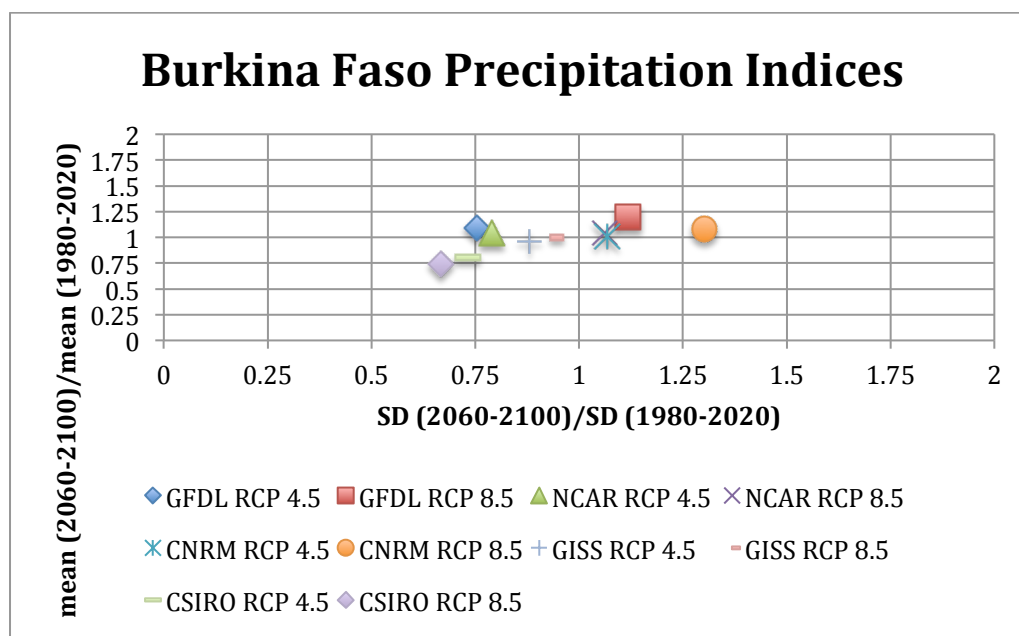 Burkina Faso Precipitation Indices
mean (2060-2100)/mean (1980-2020)
2
1.75
1.5
1.25
1
0.75
0.5
0.25
0
0 0.25 0.5 0.75 1 1.25 1.5 1.75 2
SD (2060-2100)/SD (1980-2020)
GFDL RCP 4.5 GFDL RCP 8.5 NCAR RCP 4.5 NCAR RCP 8.5
CNRM RCP 4.5 CNRM RCP 8.5 GISS RCP 4.5 GISS RCP 8.5
CSIRO RCP 4.5 CSIRO RCP 8.5